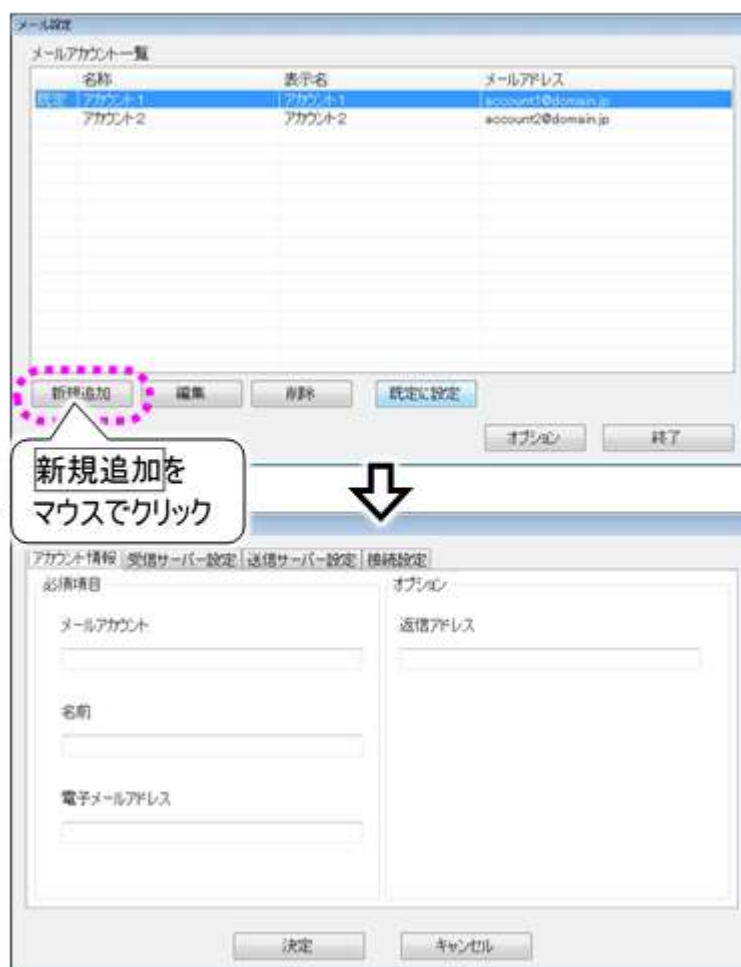 メール設定
メールアカウント一覧
名称 表示名 メールアドレス
既定 アカウント1 アカウント1 account1@domain.jp
アカウント2 アカウント2 account2@domain.jp
新規追加 編集 削除 既定に設定
オプション 終了
新規追加を
マウスでクリック
アカウント情報 受信サーバー設定 送信サーバー設定 接続設定
必須項目 オプション
メールアカウント 返信アドレス
名前
電子メールアドレス
決定 キャンセル